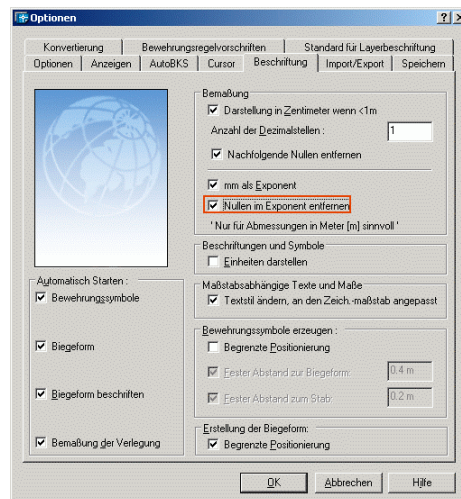 Optionen
Konvertierung Bewehrungsregelvorschriften Standard für Layerbeschriftung
Optionen Anzeigen AutoBKS Cursor Beschriftung Import/Export Speichern
Bemaßung
Darstellung in Zentimeter wenn <1m
Anzahl der Dezimalstellen : 1
Nachfolgende Nullen entfernen
mm als Exponent
Nullen im Exponent entfernen
' Nur für Abmessungen in Meter [m] sinnvoll '
Beschriftungen und Symbole
Einheiten darstellen
Maßstabsabhängige Texte und Maße
Textstil ändern, an den Zeich.-maßstab angepasst
Automatisch Starten :
Bewehrungssymbole
Biegeform
Biegeform beschriften
Bemaßung der Verlegung
Bewehrungssymbole erzeugen :
Begrenzte Positionierung
Fester Abstand zur Biegeform: 0.4 m
Fester Abstand zum Stab: 0.2 m
Erstellung der Biegeform:
Begrenzte Positionierung
OK Abbrechen Hilfe